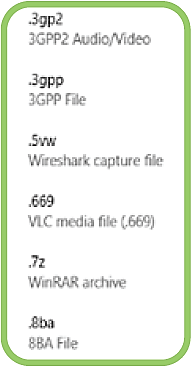 .3gp2
3GPP2 Audio/Video
.3gpp
3GPP File
.5vw
Wireshark capture file
.669
VLC media file (.669)
.7z
WinRAR archive
.8ba
8BA File